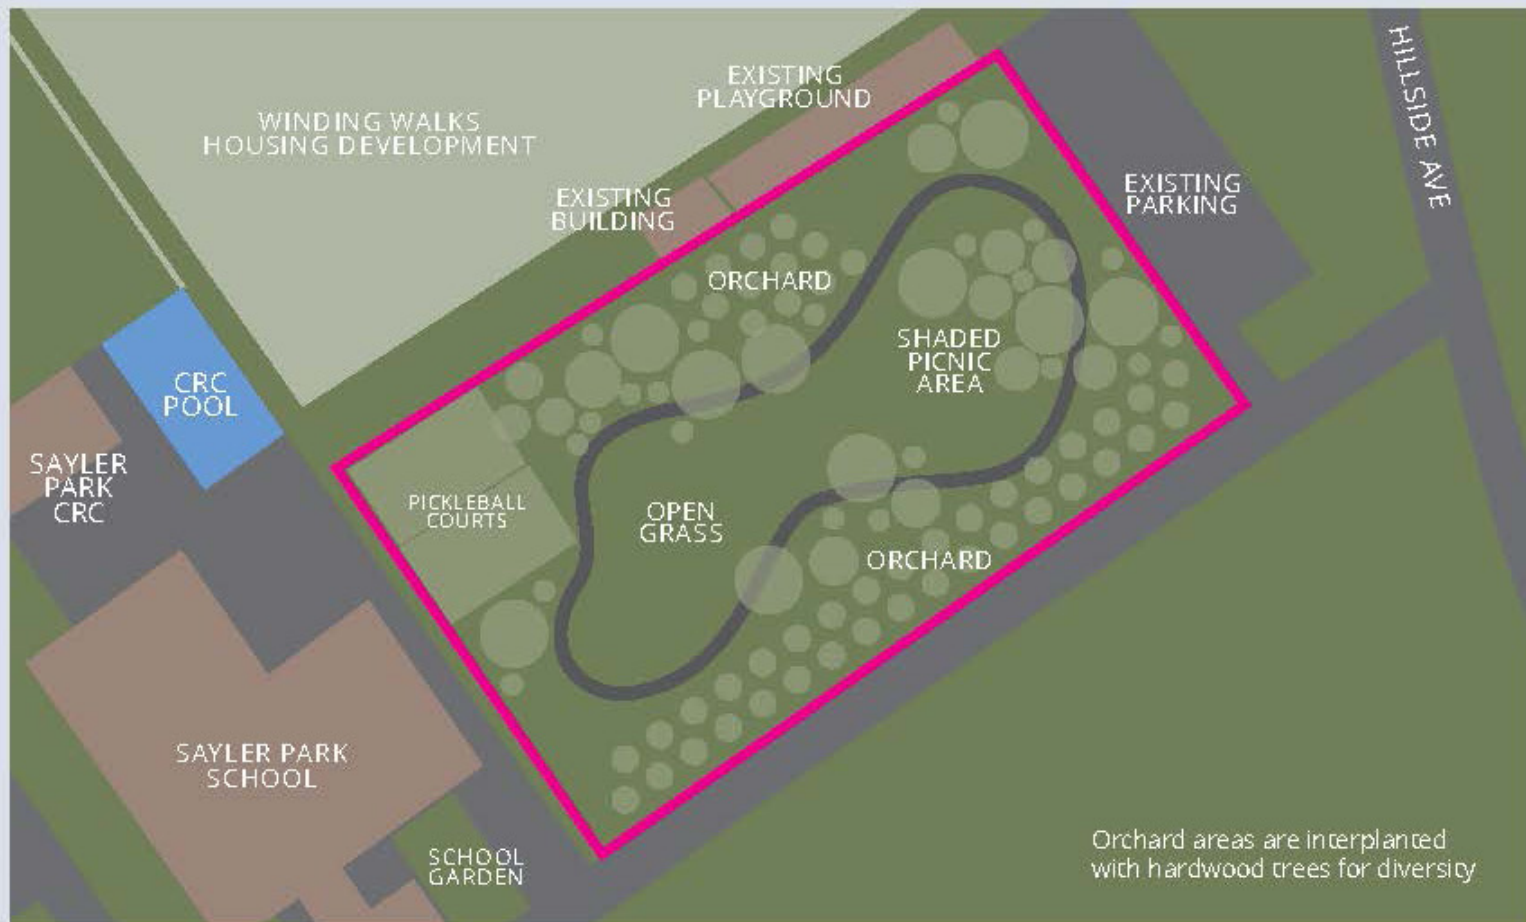 EXISTING
PLAYGROUND
HILLSIDE AVE
WINDING WALKS
HOUSING DEVELOPMENT
EXISTING
BUILDING
EXISTING
PARKING
ORCHARD
SHADED
PICNIC
AREA
CRC
POOL
SAYLER
PARK
CRC
PICKLEBALL
COURTS
OPEN
GRASS
ORCHARD
SAYLER PARK
SCHOOL
SCHOOL
GARDEN
Orchard areas are interplanted
with hardwood trees for diversity